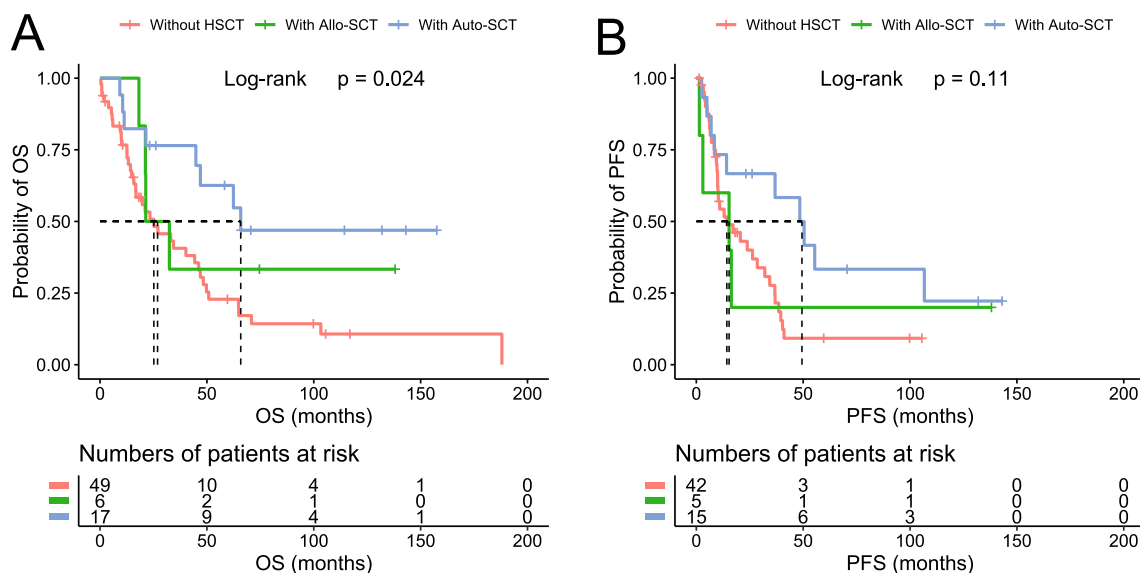 A
Without HSCT With Allo-SCT With Auto-SCT
Log-rank p = 0.024
Probability of OS
1.00
0.75
0.50
0.25
0.00
0 50 100 150 200
OS (months)
Numbers of patients at risk
49 10 4 1 0
6 2 1 0 0
17 9 4 1 0
0 50 100 150 200
OS (months)
B
Without HSCT With Allo-SCT With Auto-SCT
Log-rank p = 0.11
Probability of PFS
1.00
0.75
0.50
0.25
0.00
0 50 100 150 200
PFS (months)
Numbers of patients at risk
42 3 1 0 0
5 1 1 0 0
15 6 3 0 0
0 50 100 150 200
PFS (months)